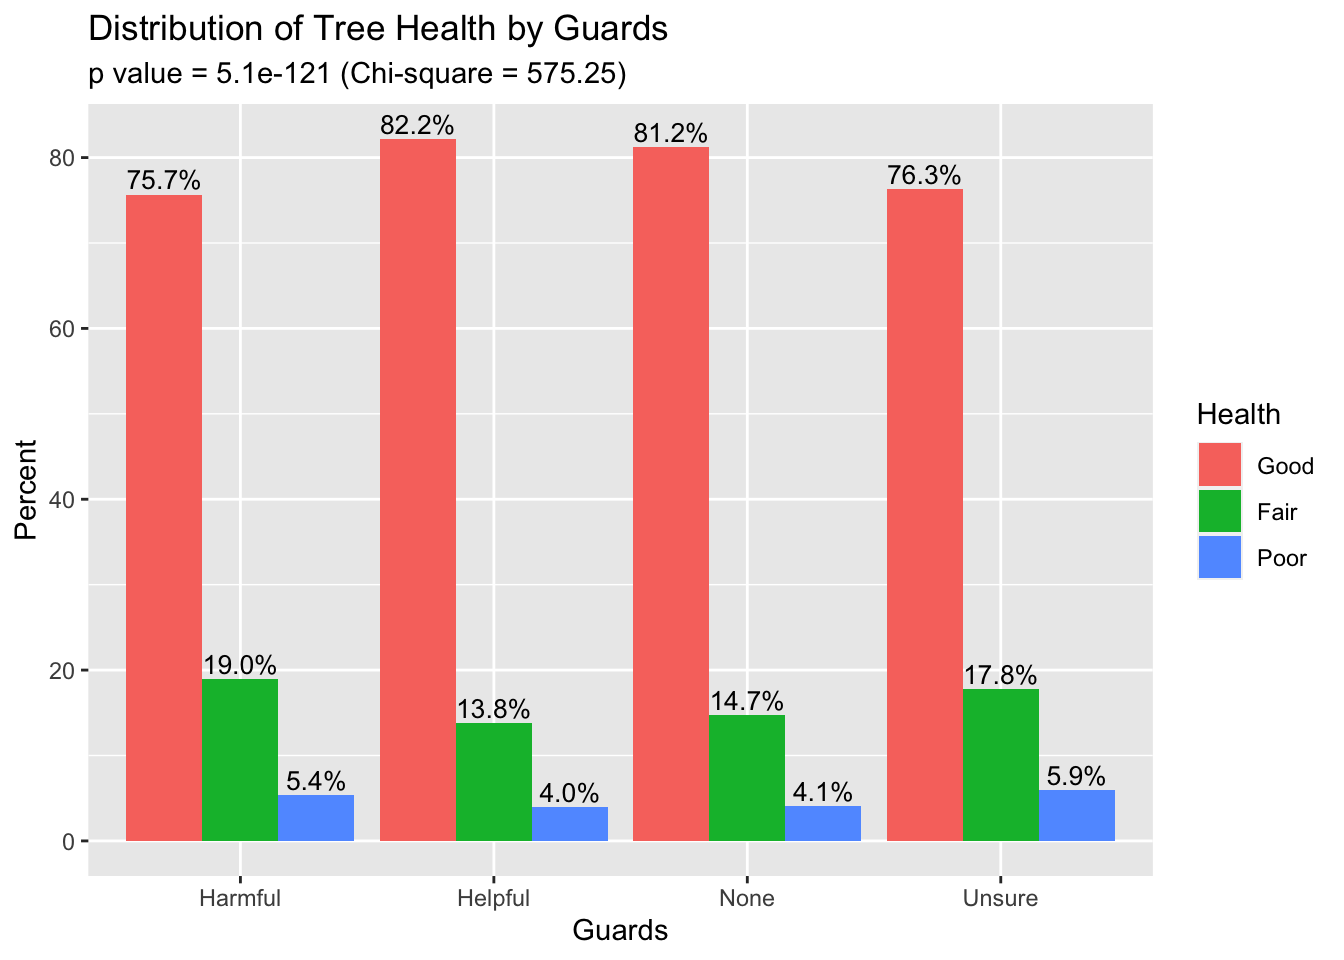 Distribution of Tree Health by Guards
p value = 5.1e-121 (Chi-square = 575.25)
Percent
80
60
40
20
0
75.7%
19.0%
5.4%
82.2%
13.8%
4.0%
81.2%
14.7%
4.1%
76.3%
17.8%
5.9%
Harmful
Helpful
None
Unsure
Guards
Health
Good
Fair
Poor